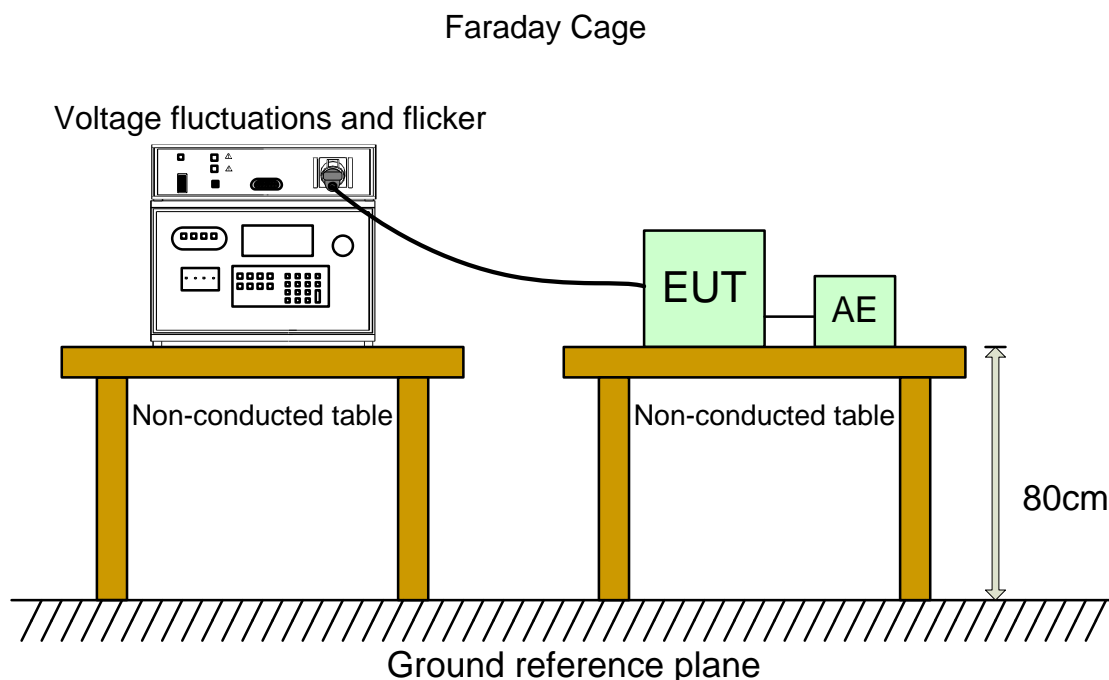 Faraday Cage
Voltage fluctuations and flicker
EUT
AE
Non-conducted table
Non-conducted table
80cm
Ground reference plane